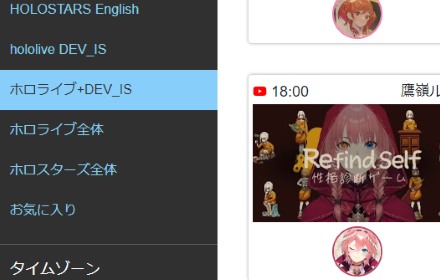 HOLOSTARS English
hololive DEV_IS
ホロライブ+DEV_IS
ホロライブ全体
ホロスターズ全体
お気に入り
タイムゾーン
18:00
鷹嶺ル
Refind Self
性格診断ゲーム